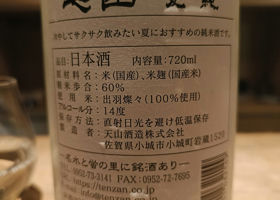 冷やしてサクサク飲みたい夏におすすめの純米酒です。
品目：日本酒 内容量：720ml
原材料名：米(国産)、米麹(国産米)
精米歩合：60%
使用米：出羽燦々(100%使用)
アルコール分：14度
保存方法：直射日光を避け低温保存
製造者：天山酒造株式会社
佐賀県小城市小城町岩蔵1520
―名水と蛍の里に銘酒あり―
☎ 0952-73-3141 FAX 0952-72-7695
https://tenzan.co.jp
@tenzan.co.jp